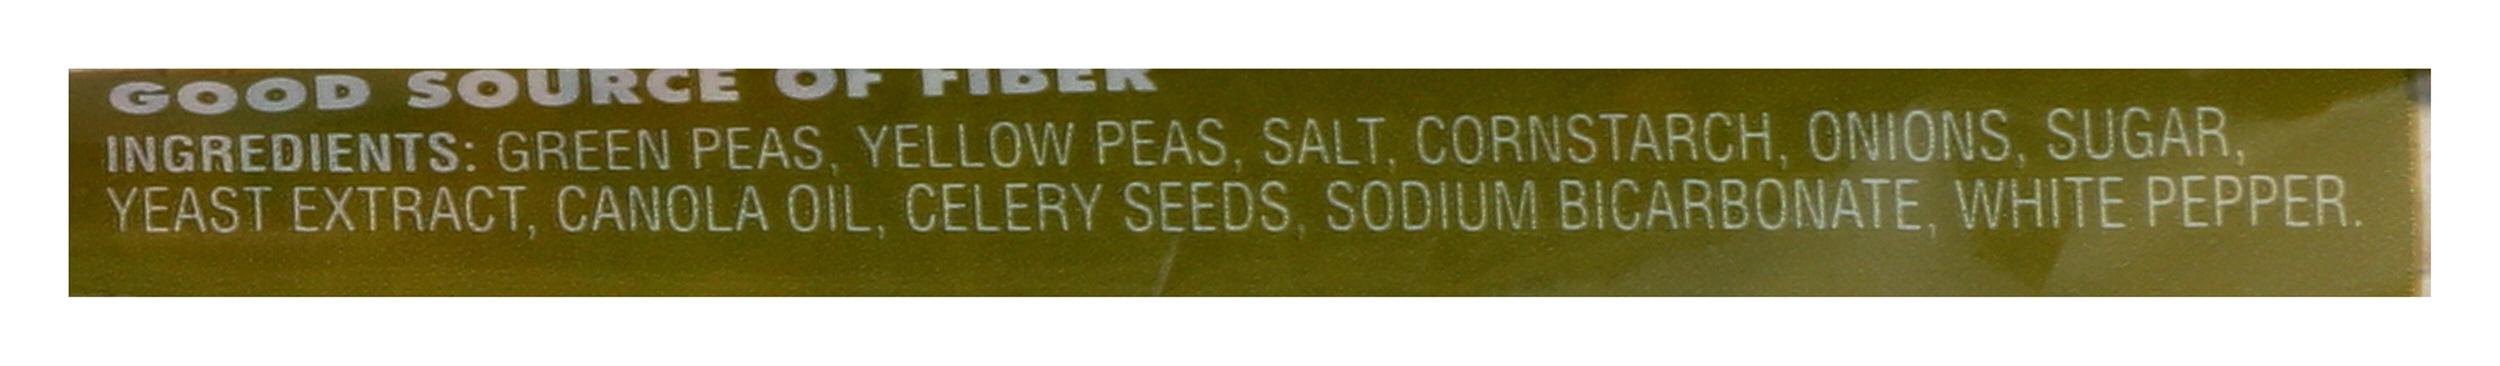 GOOD SOURCE OF FIBER
INGREDIENTS: GREEN PEAS, YELLOW PEAS, SALT, CORNSTARCH, ONIONS, SUGAR,
YEAST EXTRACT, CANOLA OIL, CELERY SEEDS, SODIUM BICARBONATE, WHITE PEPPER.